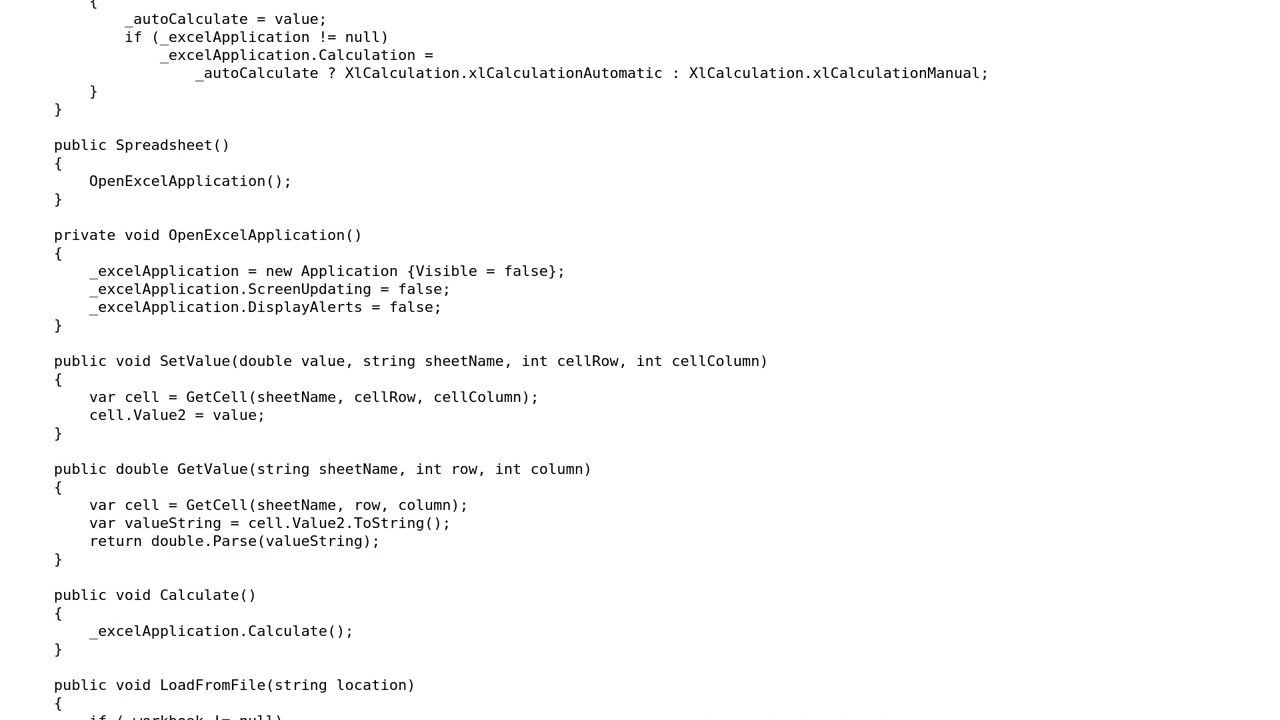 {
_autoCalculate = value;
if (_excelApplication != null)
_excelApplication.Calculation =
_autoCalculate ? XlCalculation.xlCalculationAutomatic : XlCalculation.xlCalculationManual;
}
}
public Spreadsheet()
{
OpenExcelApplication();
}
private void OpenExcelApplication()
{
_excelApplication = new Application {Visible = false};
_excelApplication.ScreenUpdating = false;
_excelApplication.DisplayAlerts = false;
}
public void SetValue(double value, string sheetName, int cellRow, int cellColumn)
{
var cell = GetCell(sheetName, cellRow, cellColumn);
cell.Value2 = value;
}
public double GetValue(string sheetName, int row, int column)
{
var cell = GetCell(sheetName, row, column);
var valueString = cell.Value2.ToString();
return double.Parse(valueString);
}
public void Calculate()
{
_excelApplication.Calculate();
}
public void LoadFromFile(string location)
{
if (_workbook != null)